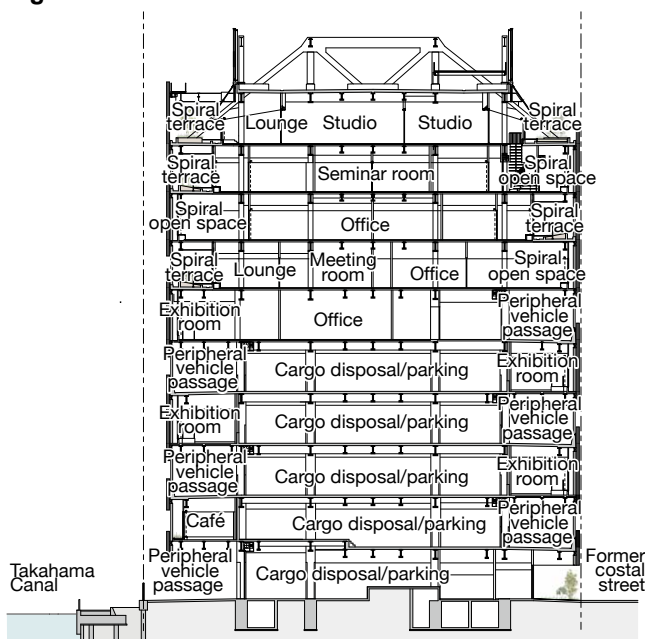 Spiral
terrace
Lounge
Studio
Studio
Spiral
terrace
Spiral
terrace
Seminar room
Spiral
open space
Spiral
open space
Office
Spiral
terrace
Spiral
terrace
Lounge
Meeting
room
Office
Spiral
open space
Exhibition
room
Office
Peripheral
vehicle
passage
Peripheral
vehicle
passage
Cargo disposal/parking
Exhibition
room
Exhibition
room
Cargo disposal/parking
Peripheral
vehicle
passage
Peripheral
vehicle
passage
Cargo disposal/parking
Exhibition
room
Café
Cargo disposal/parking
Peripheral
vehicle
passage
Takahama
Canal
Peripheral
vehicle
passage
Cargo disposal/parking
Former
costal
street